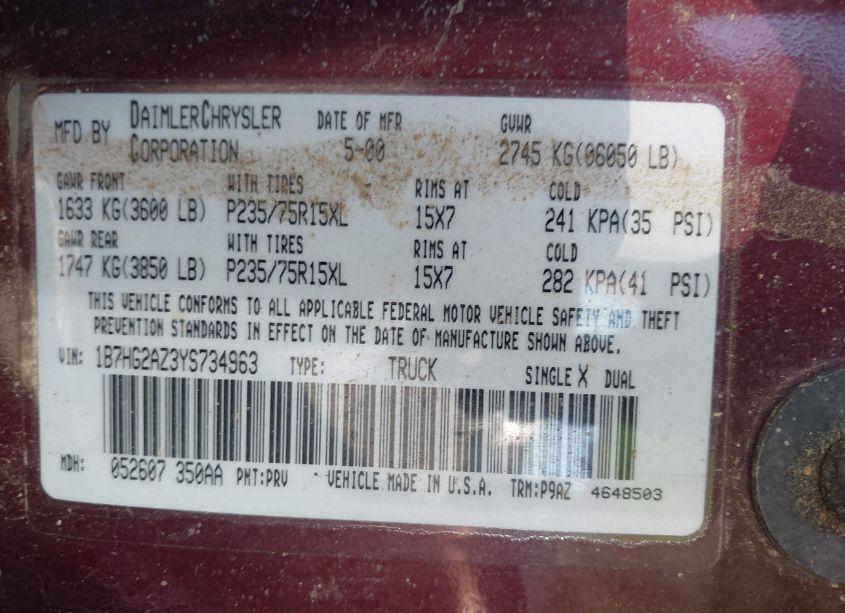 MFD BY DAIMLERCHRYSLER CORPORATION DATE OF MFR 5-00 GVWR 2745 KG(06050 LB)
GAWR FRONT WITH TIRES RIMS AT COLD
1633 KG(3600 LB) P235/75R15XL 15X7 241 KPA(35 PSI)
GAWR REAR WITH TIRES RIMS AT COLD
1747 KG(3850 LB) P235/75R15XL 15X7 282 KPA(41 PSI)
THIS VEHICLE CONFORMS TO ALL APPLICABLE FEDERAL MOTOR VEHICLE SAFETY AND THEFT
PREVENTION STANDARDS IN EFFECT ON THE DATE OF MANUFACTURE SHOWN ABOVE.
VIN: 1B7HG2AZ3YS734963 TYPE: TRUCK SINGLE X DUAL
MDH: 052607 350AA PNT:PRV VEHICLE MADE IN U.S.A. TRM:P9AZ 4648503